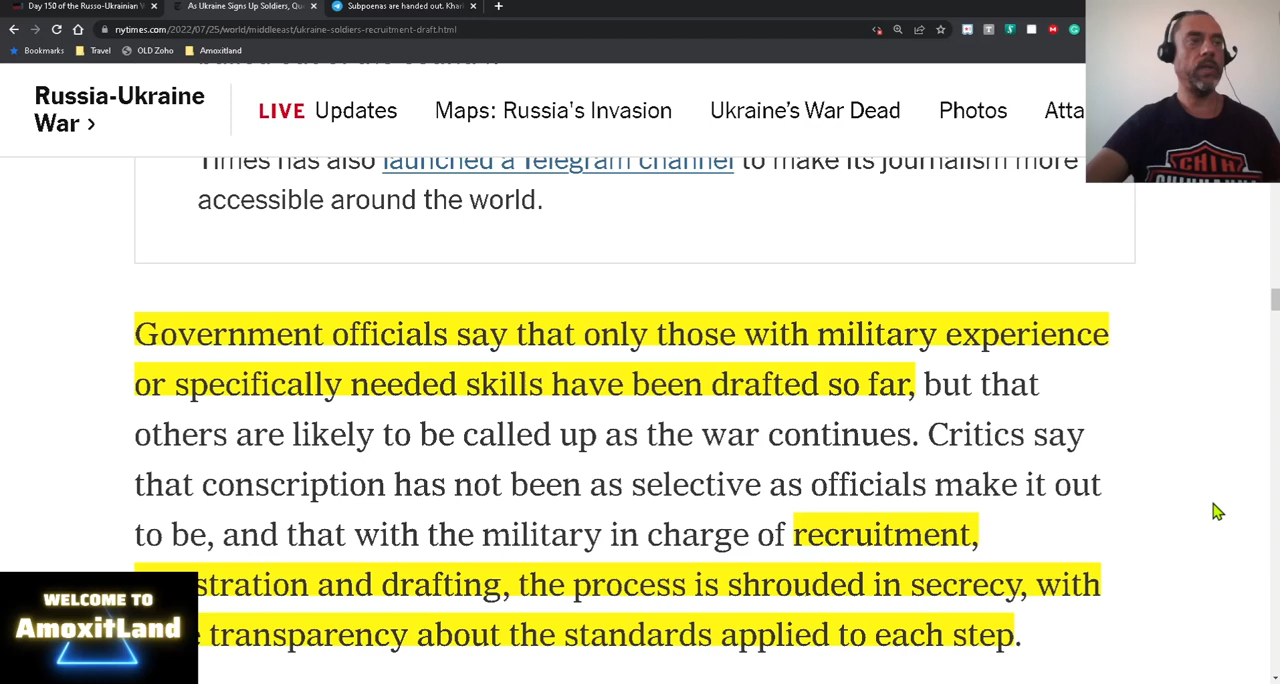 Day 150 of the Russo-Ukrainian
As Ukraine Signs Up Soldiers, Qu
Subpoenas are handed out. Khar
nytimes.com/2022/07/25/world/middleeast/ukraine-soldiers-recruitment-draft.html
Bookmarks Travel OLD Zoho Amoxitland
Russia-Ukraine
War >
LIVE Updates Maps: Russia's Invasion Ukraine's War Dead Photos Atta
Times has also launched a Telegram channel to make its journalism more
accessible around the world.
Government officials say that only those with military experience
or specifically needed skills have been drafted so far, but that
others are likely to be called up as the war continues. Critics say
that conscription has not been as selective as officials make it out
to be, and that with the military in charge of recruitment,
stration and drafting, the process is shrouded in secrecy, with
transparency about the standards applied to each step.
WELCOME TO
AmoxitLand